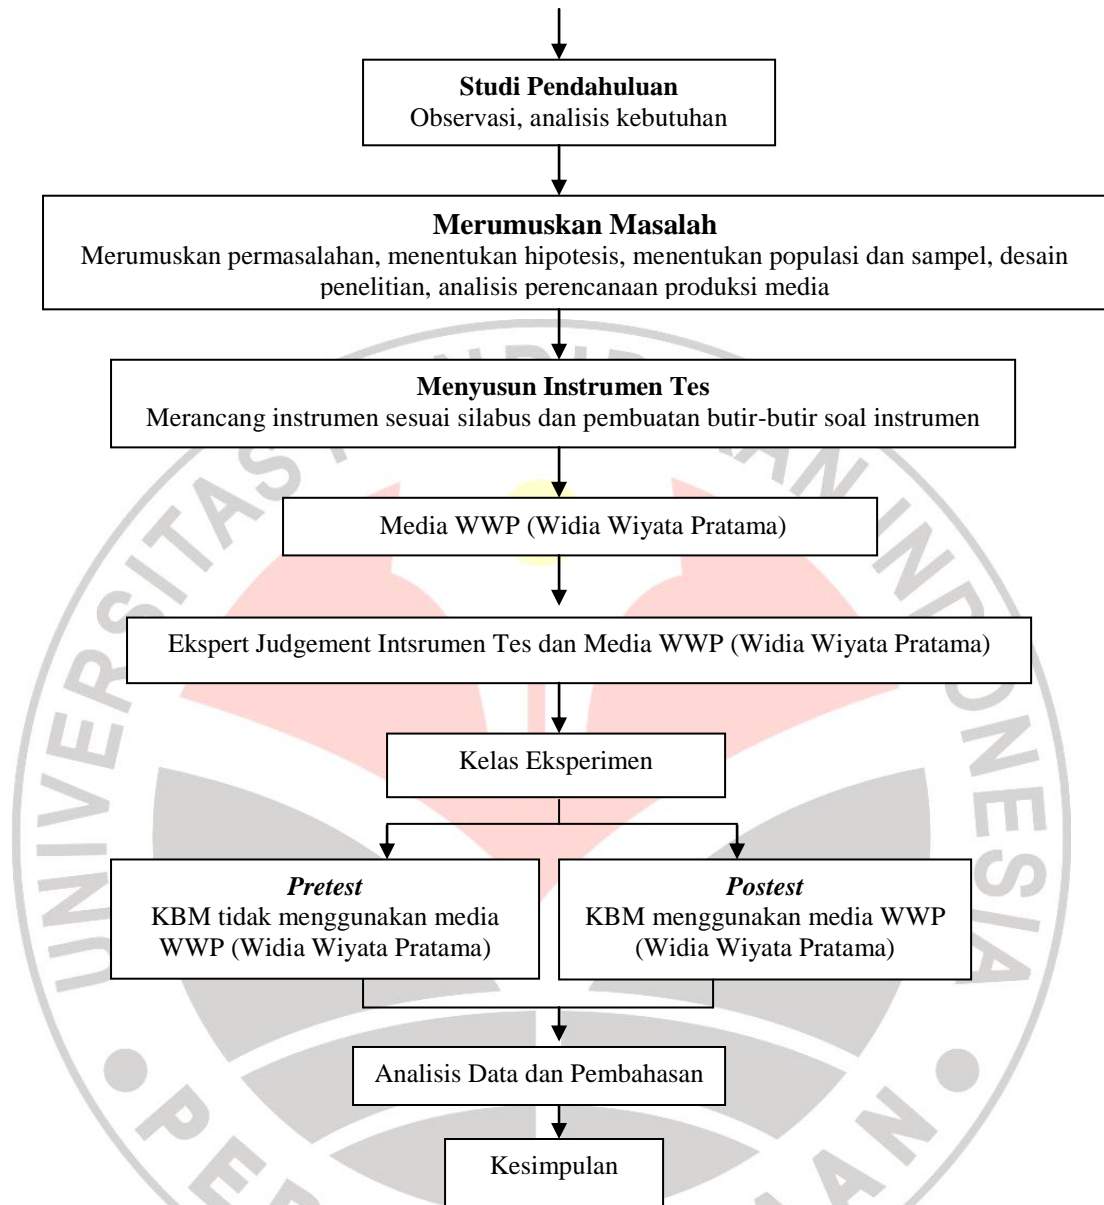 Studi Pendahuluan
Observasi, analisis kebutuhan
Merumuskan Masalah
Merumuskan permasalahan, menentukan hipotesis, menentukan populasi dan sampel, desain
penelitian, analisis perencanaan produksi media
Menyusun Instrumen Tes
Merancang instrumen sesuai silabus dan pembuatan butir-butir soal instrumen
Media WWP (Widia Wiyata Pratama)
Ekspert Judgement Intsrumen Tes dan Media WWP (Widia Wiyata Pratama)
Kelas Eksperimen
Pretest
KBM tidak menggunakan media
WWP (Widia Wiyata Pratama)
Postest
KBM menggunakan media WWP
(Widia Wiyata Pratama)
Analisis Data dan Pembahasan
Kesimpulan
UNIVERSITAS INDONESIA